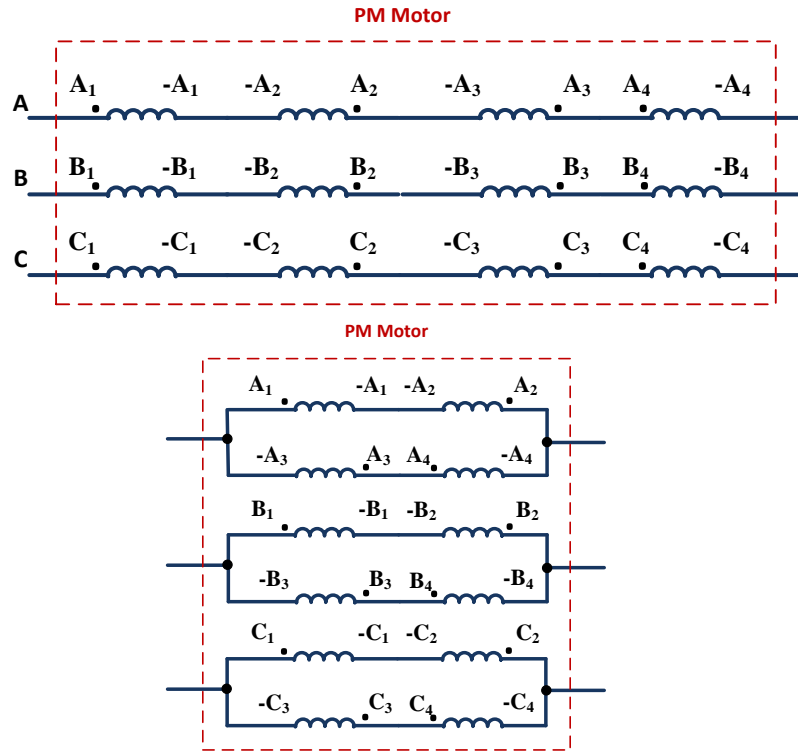 PM Motor
A₁ -A₁ -A₂ A₂ -A₃ A₃ A₄ -A₄
A
B₁ -B₁ -B₂ B₂ -B₃ B₃ B₄ -B₄
B
C₁ -C₁ -C₂ C₂ -C₃ C₃ C₄ -C₄
C
PM Motor
A₁ -A₁ -A₂ A₂
-A₃ A₃ A₄ -A₄
B₁ -B₁ -B₂ B₂
-B₃ B₃ B₄ -B₄
C₁ -C₁ -C₂ C₂
-C₃ C₃ C₄ -C₄